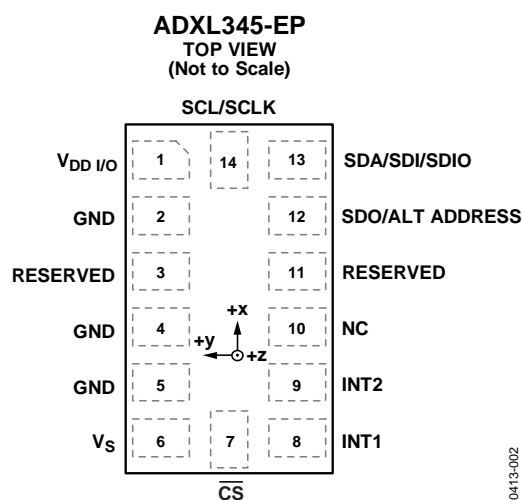 ADXL345-EP
TOP VIEW
(Not to Scale)
SCL/SCLK
VDD I/O 1 14 13 SDA/SDI/SDIO
GND 2 12 SDO/ALT ADDRESS
RESERVED 3 11 RESERVED
+x
GND 4 10 NC
+y +z
GND 5 9 INT2
VS 6 7 8 INT1
CS
0413-002